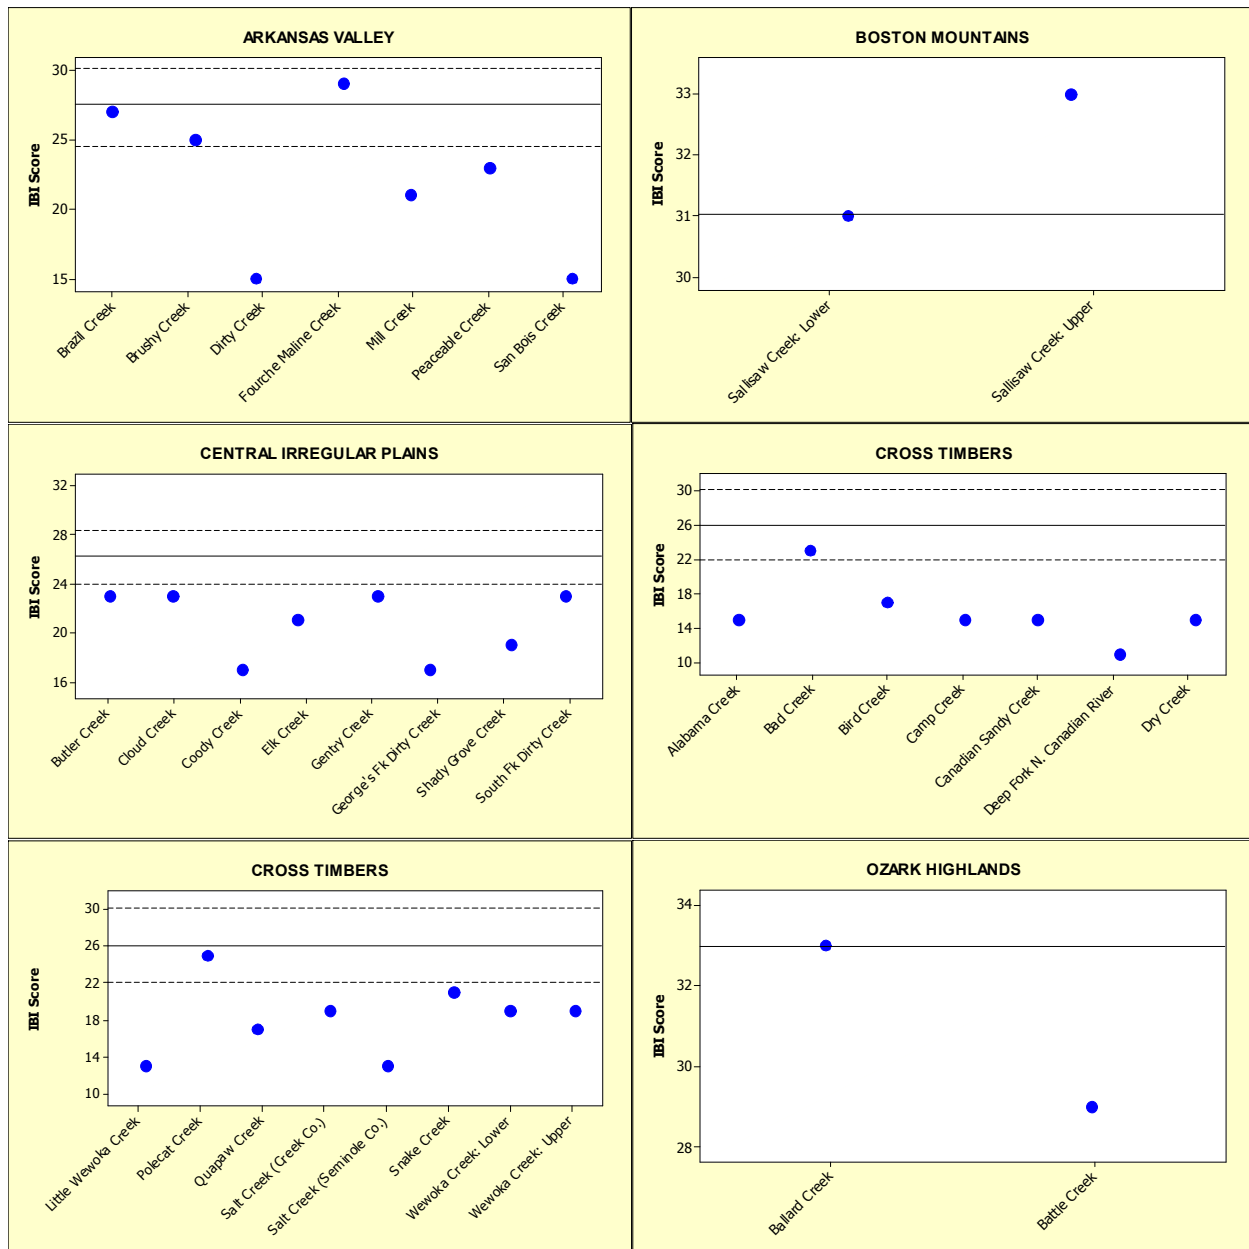 ARKANSAS VALLEY
IBI Score
30
25
20
15
Brazil Creek
Brushy Creek
Dirty Creek
Fourche Maline Creek
Mill Creek
Peaceable Creek
San Bois Creek
BOSTON MOUNTAINS
IBI Score
33
32
31
30
Sallisaw Creek: Lower
Sallisaw Creek: Upper
CENTRAL IRREGULAR PLAINS
IBI Score
32
28
24
20
16
Butler Creek
Cloud Creek
Coody Creek
Elk Creek
Gentry Creek
George's Fk Dirty Creek
Shady Grove Creek
South Fk Dirty Creek
CROSS TIMBERS
IBI Score
30
26
22
18
14
10
Alabama Creek
Bad Creek
Bird Creek
Camp Creek
Canadian Sandy Creek
Deep Fork N. Canadian River
Dry Creek
CROSS TIMBERS
IBI Score
30
26
22
18
14
10
Little Wewoka Creek
Polecat Creek
Quapaw Creek
Salt Creek (Creek Co.)
Salt Creek (Seminole Co.)
Snake Creek
Wewoka Creek: Lower
Wewoka Creek: Upper
OZARK HIGHLANDS
IBI Score
34
32
30
28
Ballard Creek
Battle Creek